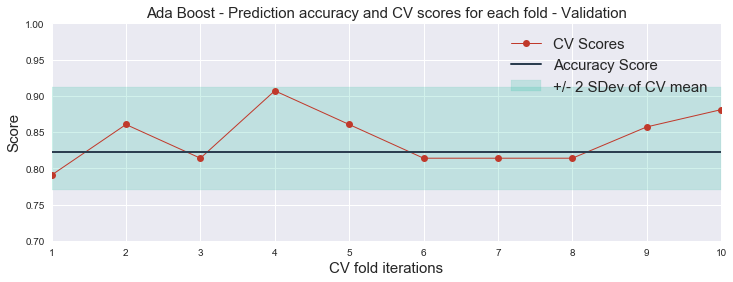 Ada Boost - Prediction accuracy and CV scores for each fold - Validation
1.00
0.95
0.90
0.85
0.80
0.75
0.70
Score
CV Scores
Accuracy Score
+/- 2 SDev of CV mean
1 2 3 4 5 6 7 8 9 10
CV fold iterations